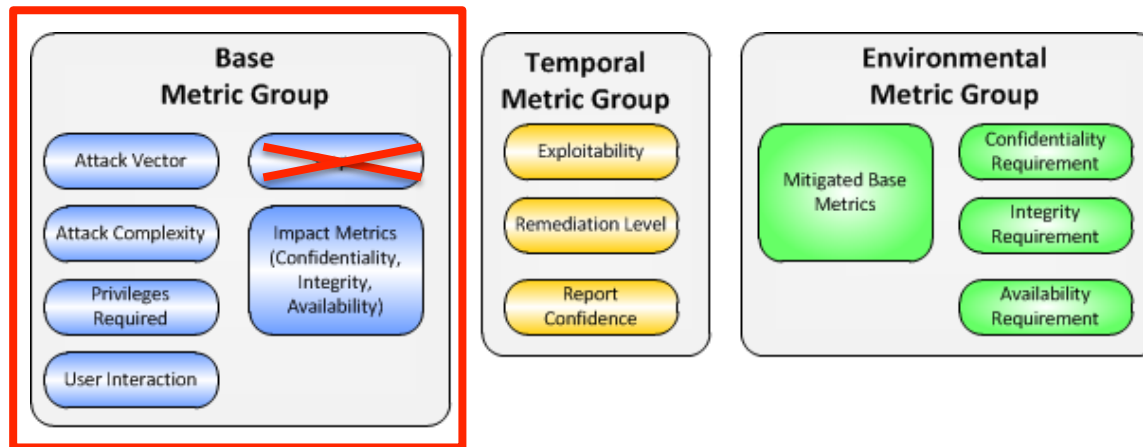 Base
Metric Group
Attack Vector
Attack Complexity
Impact Metrics
(Confidentiality,
Integrity,
Availability)
Privileges
Required
User Interaction
Temporal
Metric Group
Exploitability
Remediation Level
Report
Confidence
Environmental
Metric Group
Mitigated Base
Metrics
Confidentiality
Requirement
Integrity
Requirement
Availability
Requirement